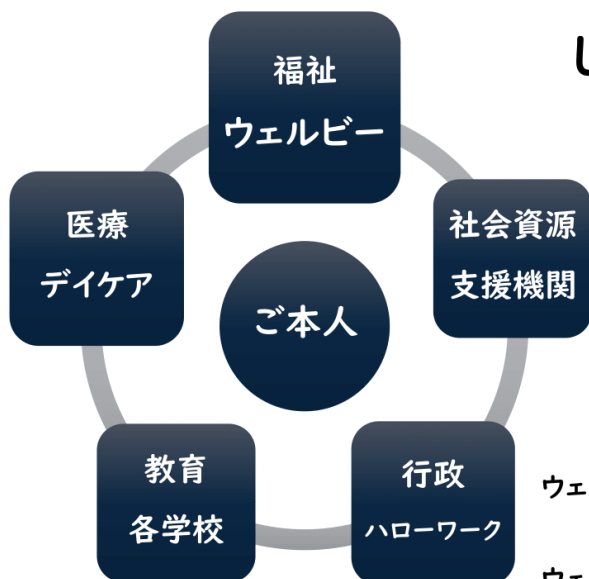 福祉
ウェルビー
医療
デイケア
社会資源
支援機関
ご本人
教育
各学校
行政
ハローワーク
ウェ